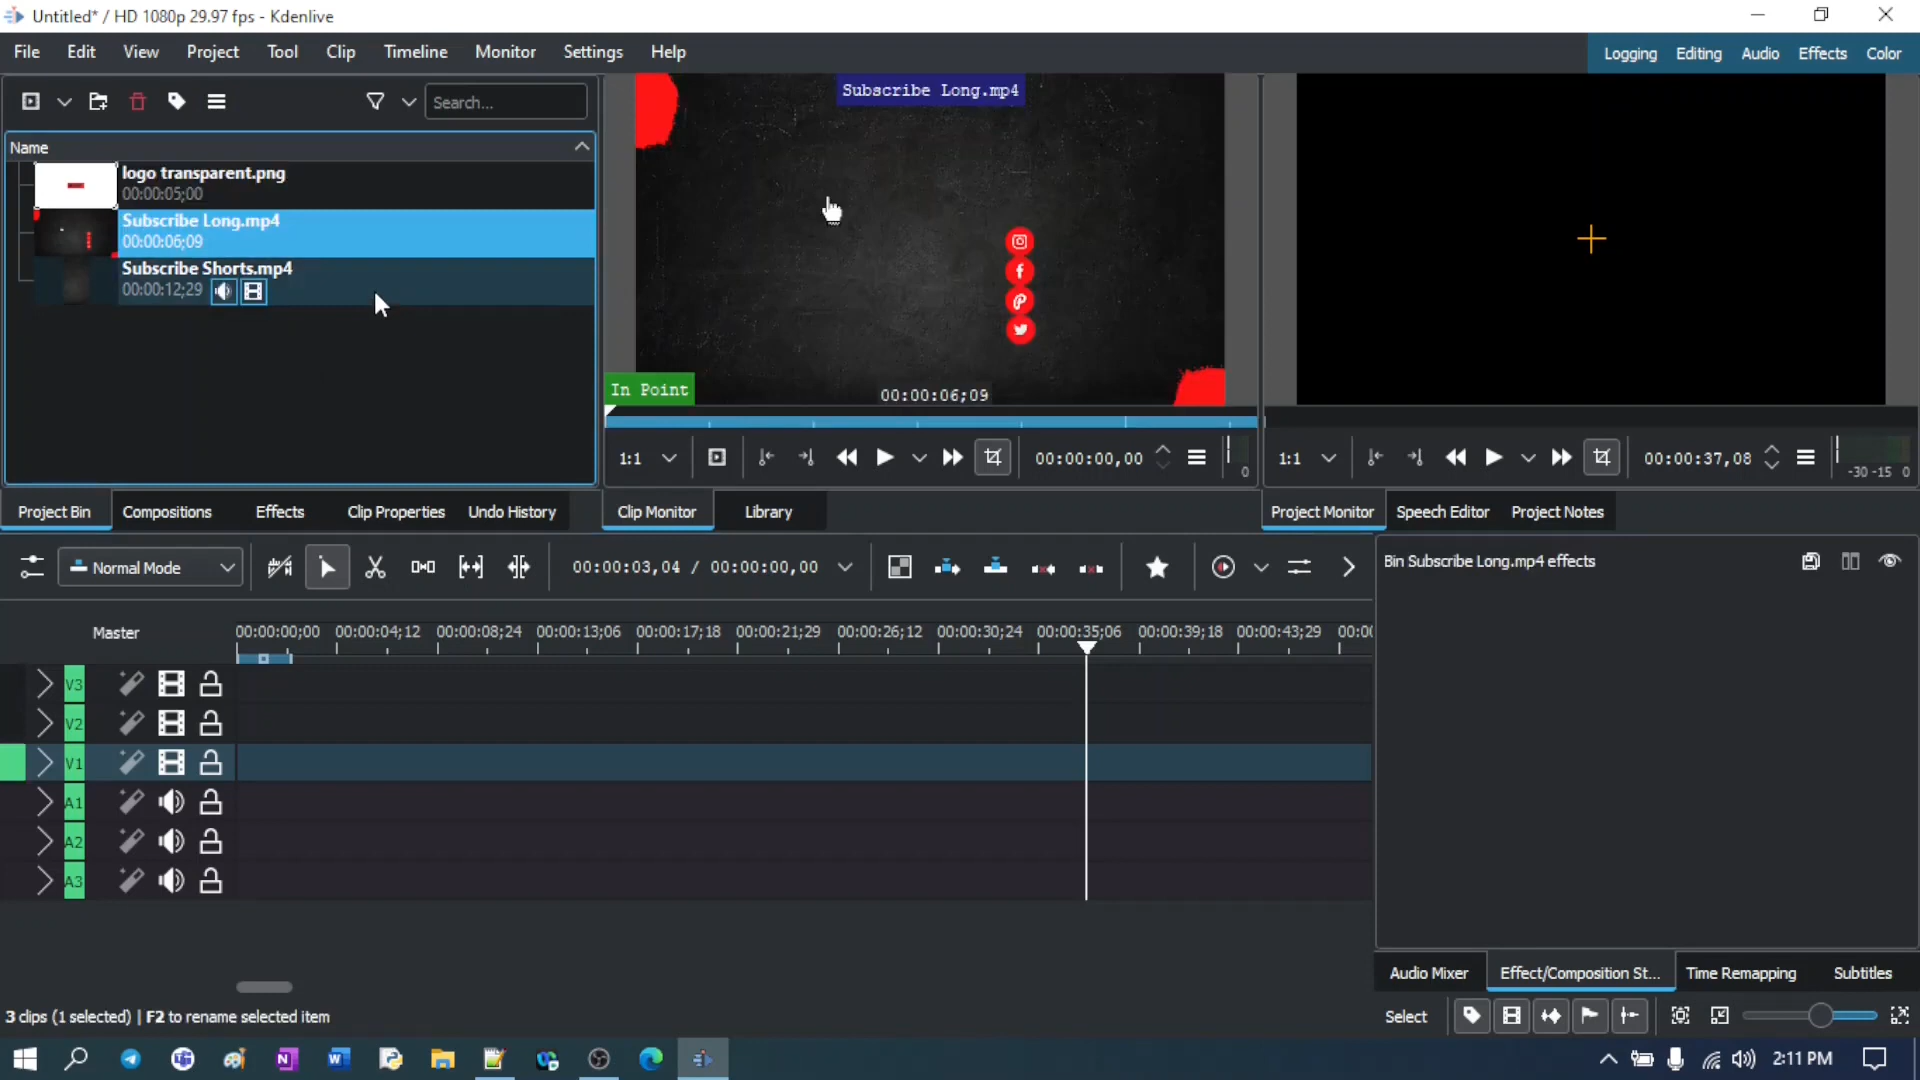 Untitled* / HD 1080p 29.97 fps - Kdenlive
File Edit View Project Tool Clip Timeline Monitor Settings Help
Logging Editing Audio Effects Color
Search...
Name
logo transparent.png
00:00:05;00
Subscribe Long.mp4
00:00:06;09
Subscribe Shorts.mp4
00:00:12;29
Subscribe Long.mp4
In Point
00:00:06;09
1:1
00:00:00,00
0
1:1
00:00:37,08
-30 -15 0
Project Bin Compositions Effects Clip Properties Undo History
Clip Monitor Library
Project Monitor Speech Editor Project Notes
Normal Mode
00:00:03,04 / 00:00:00,00
Bin Subscribe Long.mp4 effects
Master
00:00:00;00 00:00:04;12 00:00:08;24 00:00:13;06 00:00:17;18 00:00:21;29 00:00:26;12 00:00:30;24 00:00:35;06 00:00:39;18 00:00:43;29 00:00
V3
V2
V1
A1
A2
A3
Audio Mixer Effect/Composition St... Time Remapping Subtitles
3 clips (1 selected) | F2 to rename selected item
Select
2:11 PM